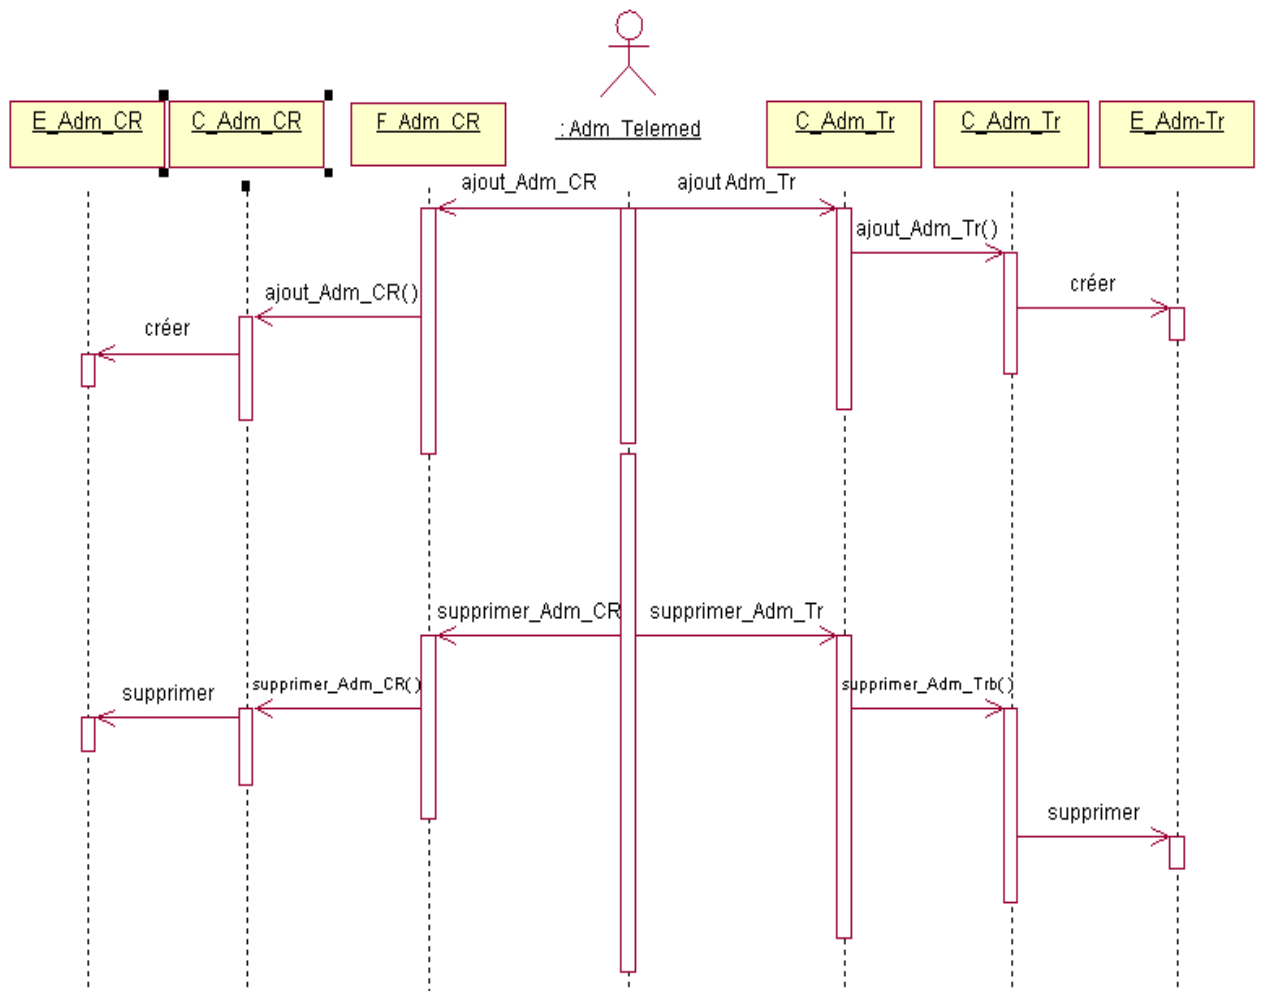 E_Adm_CR
C_Adm_CR
F_Adm_CR
:Adm_Telemed
C_Adm_Tr
C_Adm_Tr
E_Adm-Tr
ajout_Adm_CR
ajout Adm_Tr
ajout_Adm_Tr()
créer
ajout_Adm_CR()
créer
supprimer_Adm_CR
supprimer_Adm_Tr
supprimer_Adm_CR()
supprimer_Adm_Trb()
supprimer
supprimer